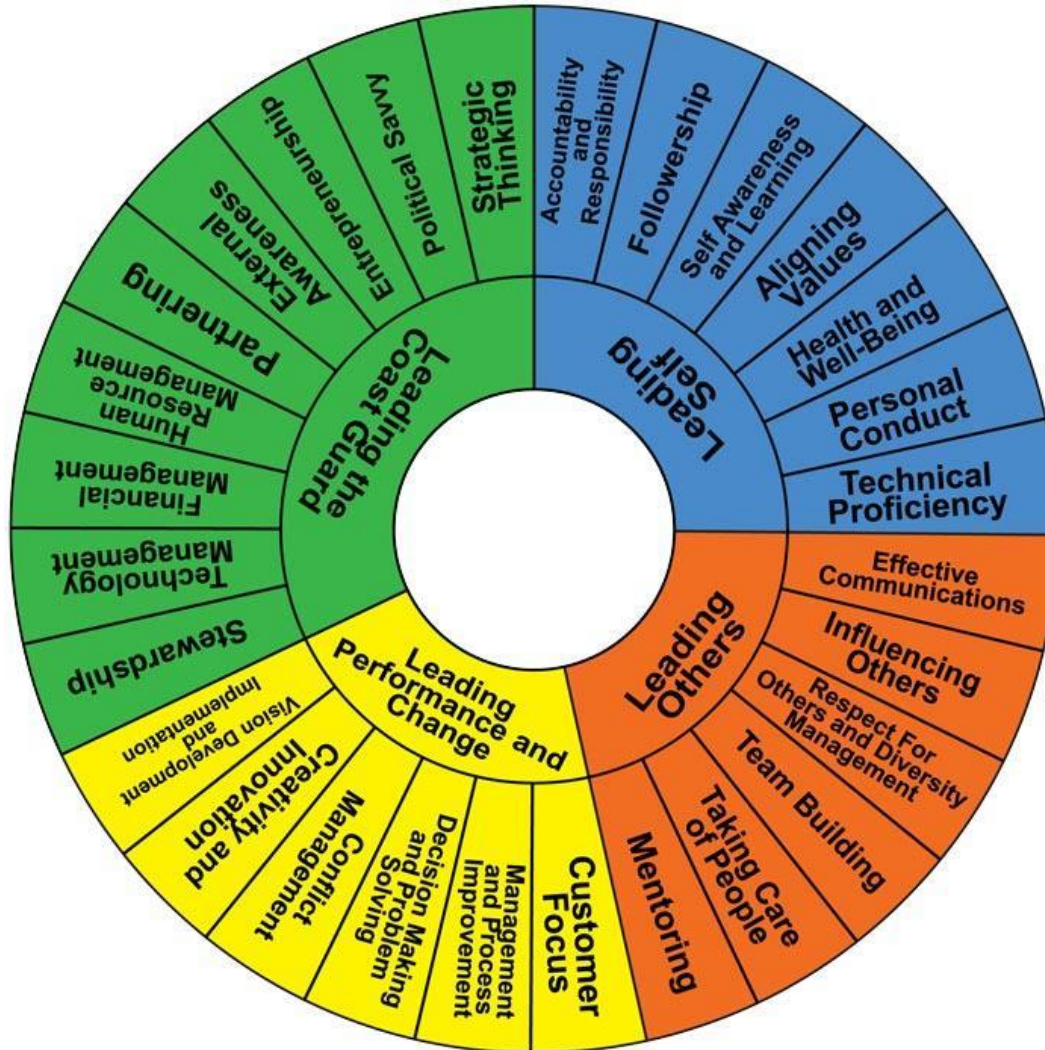 Accountability
and
Responsibility
Followership
Self Awareness
and Learning
Aligning
Values
Health and
Well-Being
Personal
Conduct
Technical
Proficiency
Leading
Self
Effective
Communications
Influencing
Others
Respect For
Others and Diversity
Management
Team Building
Taking Care
of People
Mentoring
Leading
Others
Customer
Focus
Management
and Process
Improvement
Decision Making
and Problem
Solving
Conflict
Management
Creativity and
Innovation
Vision Development
and
Implementation
Leading
Performance and
Change
Stewardship
Technology
Management
Financial
Management
Human
Resource
Management
Partnering
External
Awareness
Entrepreneurship
Political Savvy
Strategic
Thinking
Leading the
Coast Guard